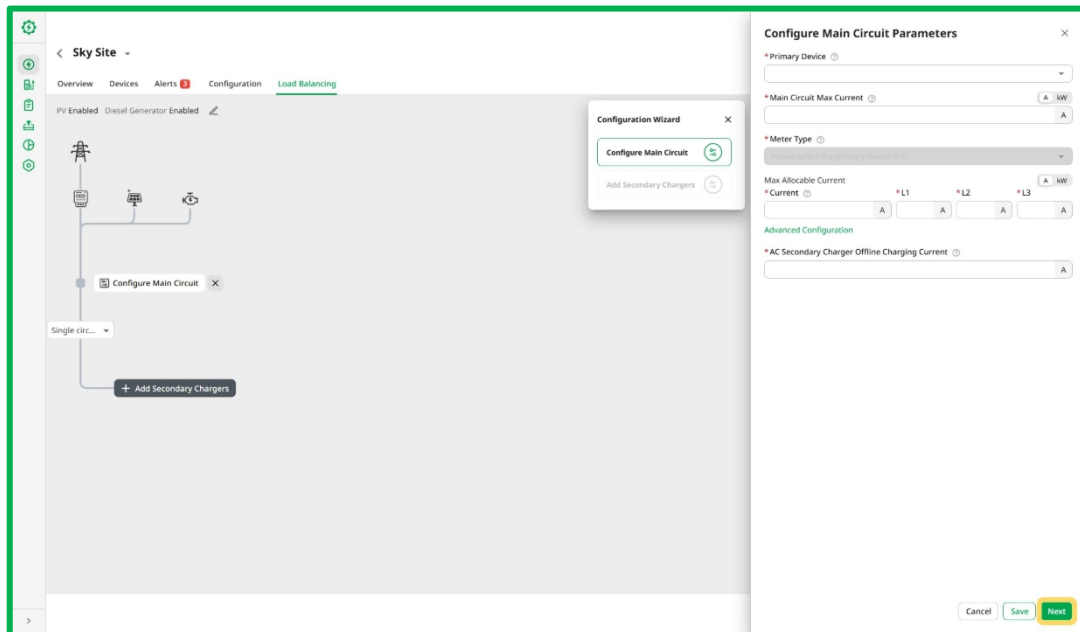 Sky Site
Overview Devices Alerts 3 Configuration Load Balancing
PV Enabled Diesel Generator Enabled
Configure Main Circuit
Single circ...
+ Add Secondary Chargers
Configuration Wizard
Configure Main Circuit
Add Secondary Chargers
Configure Main Circuit Parameters
*Primary Device
*Main Circuit Max Current A kW
A
*Meter Type
Please select the primary device first
Max Allocable Current A kW
*Current *L1 *L2 *L3
A A A A
Advanced Configuration
*AC Secondary Charger Offline Charging Current
A
Cancel Save Next